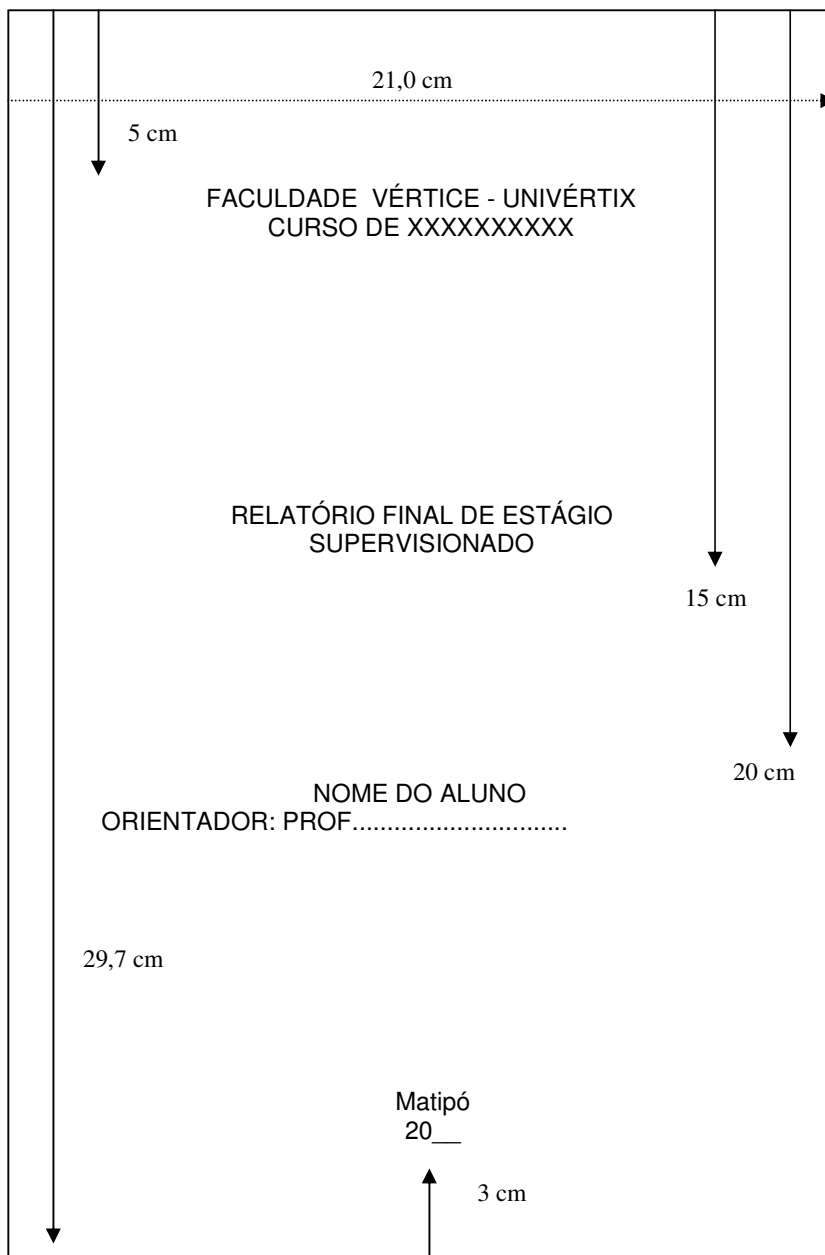 21,0 cm
5 cm
FACULDADE VÉRTICE - UNIVÉRTIX
CURSO DE XXXXXXXXXX
RELATÓRIO FINAL DE ESTÁGIO
SUPERVISIONADO
15 cm
20 cm
NOME DO ALUNO
ORIENTADOR: PROF...............................
29,7 cm
Matipó
20__
3 cm